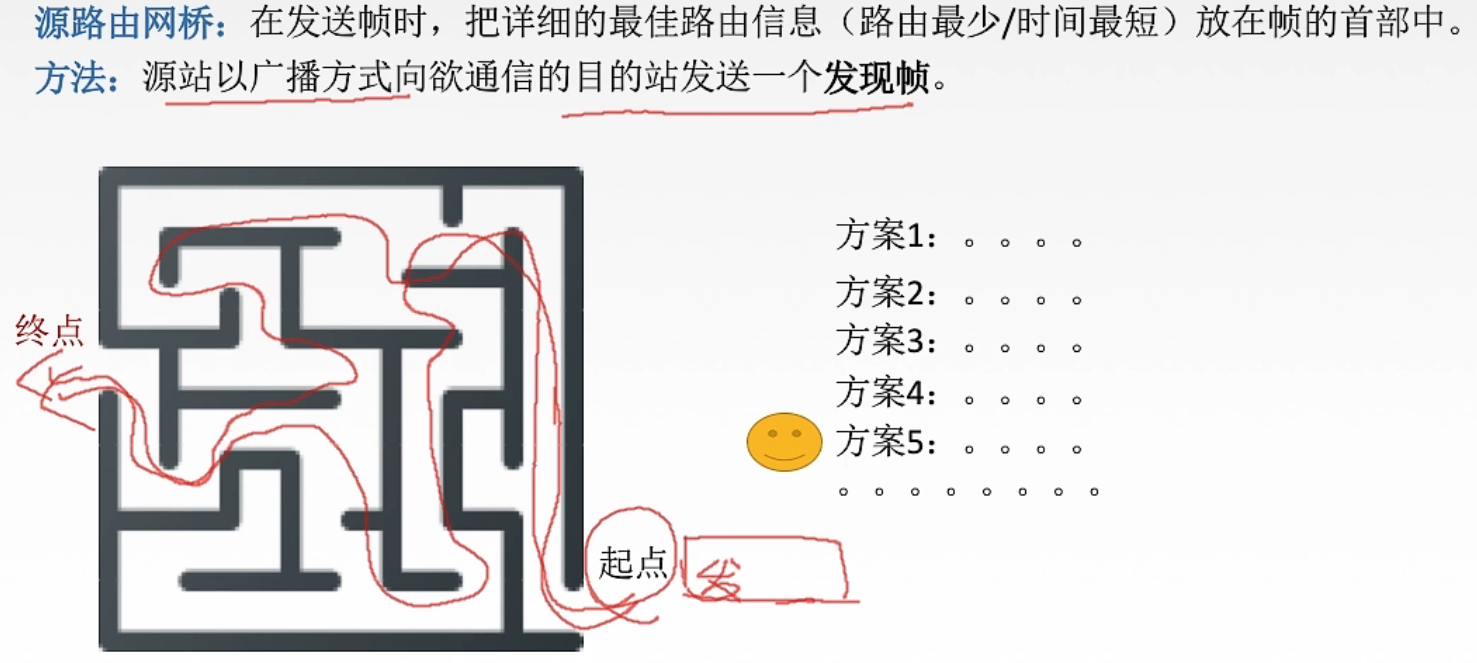 源路由网桥：在发送帧时，把详细的最佳路由信息（路由最少/时间最短）放在帧的首部中。
方法：源站以广播方式向欲通信的目的站发送一个发现帧。
方案1：。。。。
方案2：。。。。
终点
方案3：。。。。
方案4：。。。。
方案5：。。。。
。。。。。。。。
起点
发